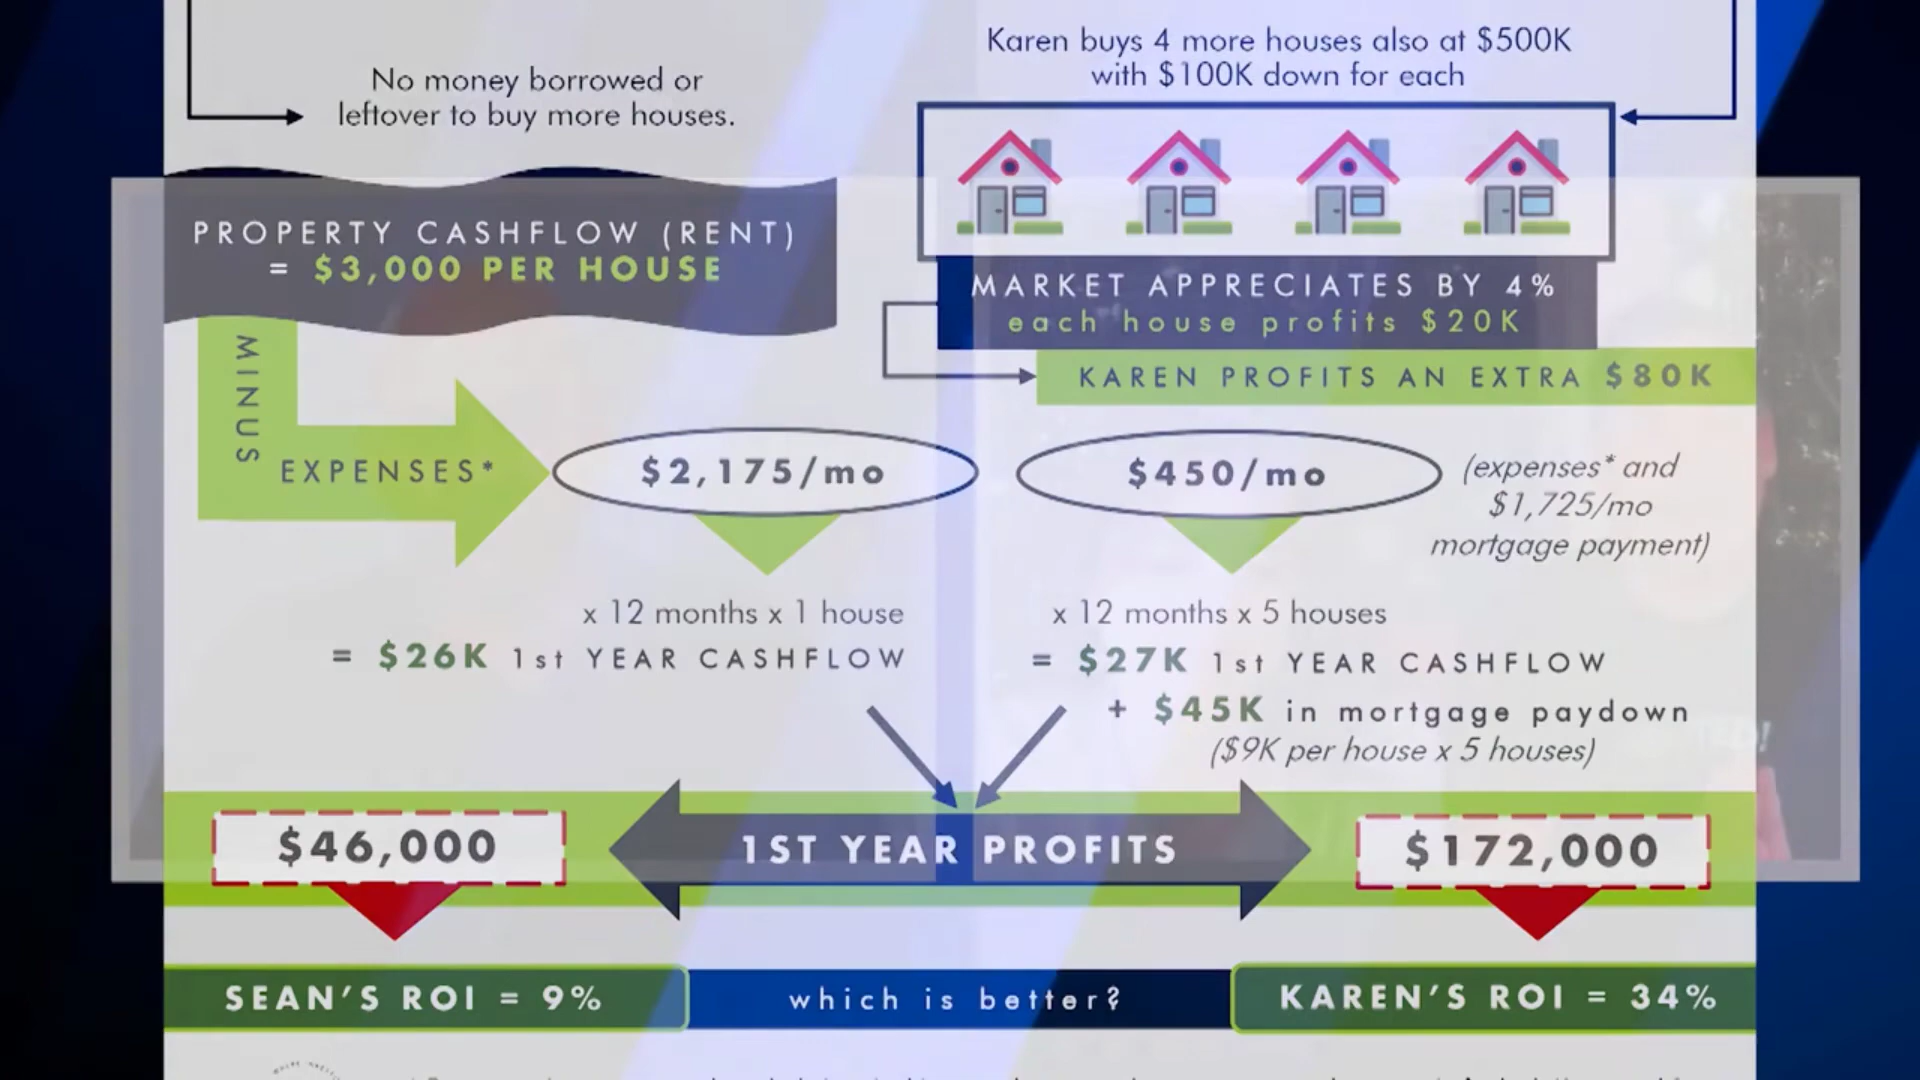 No money borrowed or
leftover to buy more houses.
Karen buys 4 more houses also at $500K
with $100K down for each
PROPERTY CASHFLOW (RENT)
= $3,000 PER HOUSE
MARKET APPRECIATES BY 4%
each house profits $20K
KAREN PROFITS AN EXTRA $80K
MINUS
EXPENSES*
$2,175/mo
$450/mo
(expenses* and
$1,725/mo
mortgage payment)
x 12 months x 1 house
= $26K 1st YEAR CASHFLOW
x 12 months x 5 houses
= $27K 1st YEAR CASHFLOW
+ $45K in mortgage paydown
($9K per house x 5 houses)
$46,000
1ST YEAR PROFITS
$172,000
SEAN'S ROI = 9%
which is better?
KAREN'S ROI = 34%